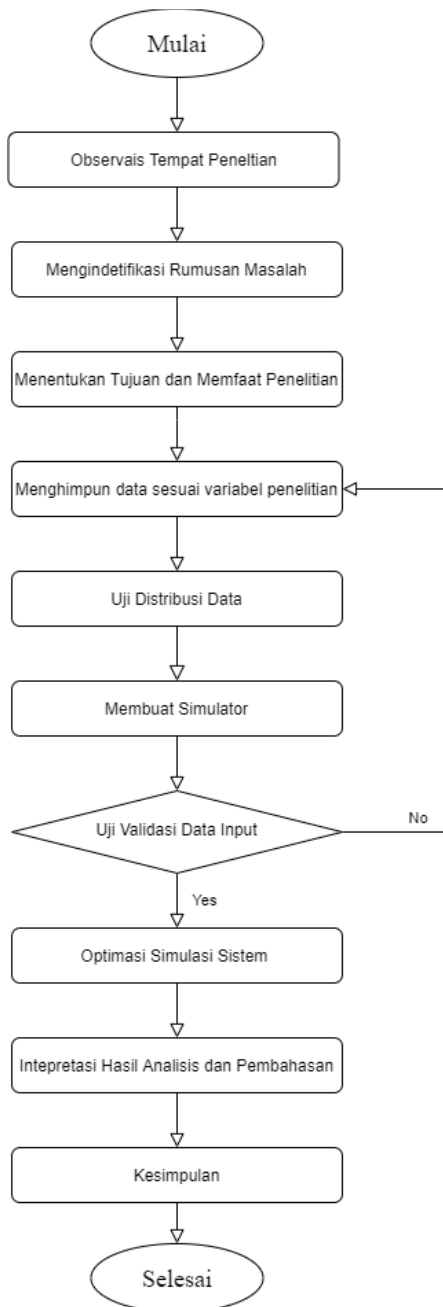 Mulai
Observais Tempat Peneltian
Mengindetifikasi Rumusan Masalah
Menentukan Tujuan dan Memfaat Penelitian
Menghimpun data sesuai variabel penelitian
Uji Distribusi Data
Membuat Simulator
Uji Validasi Data Input
No
Yes
Optimasi Simulasi Sistem
Intepretasi Hasil Analisis dan Pembahasan
Kesimpulan
Selesai